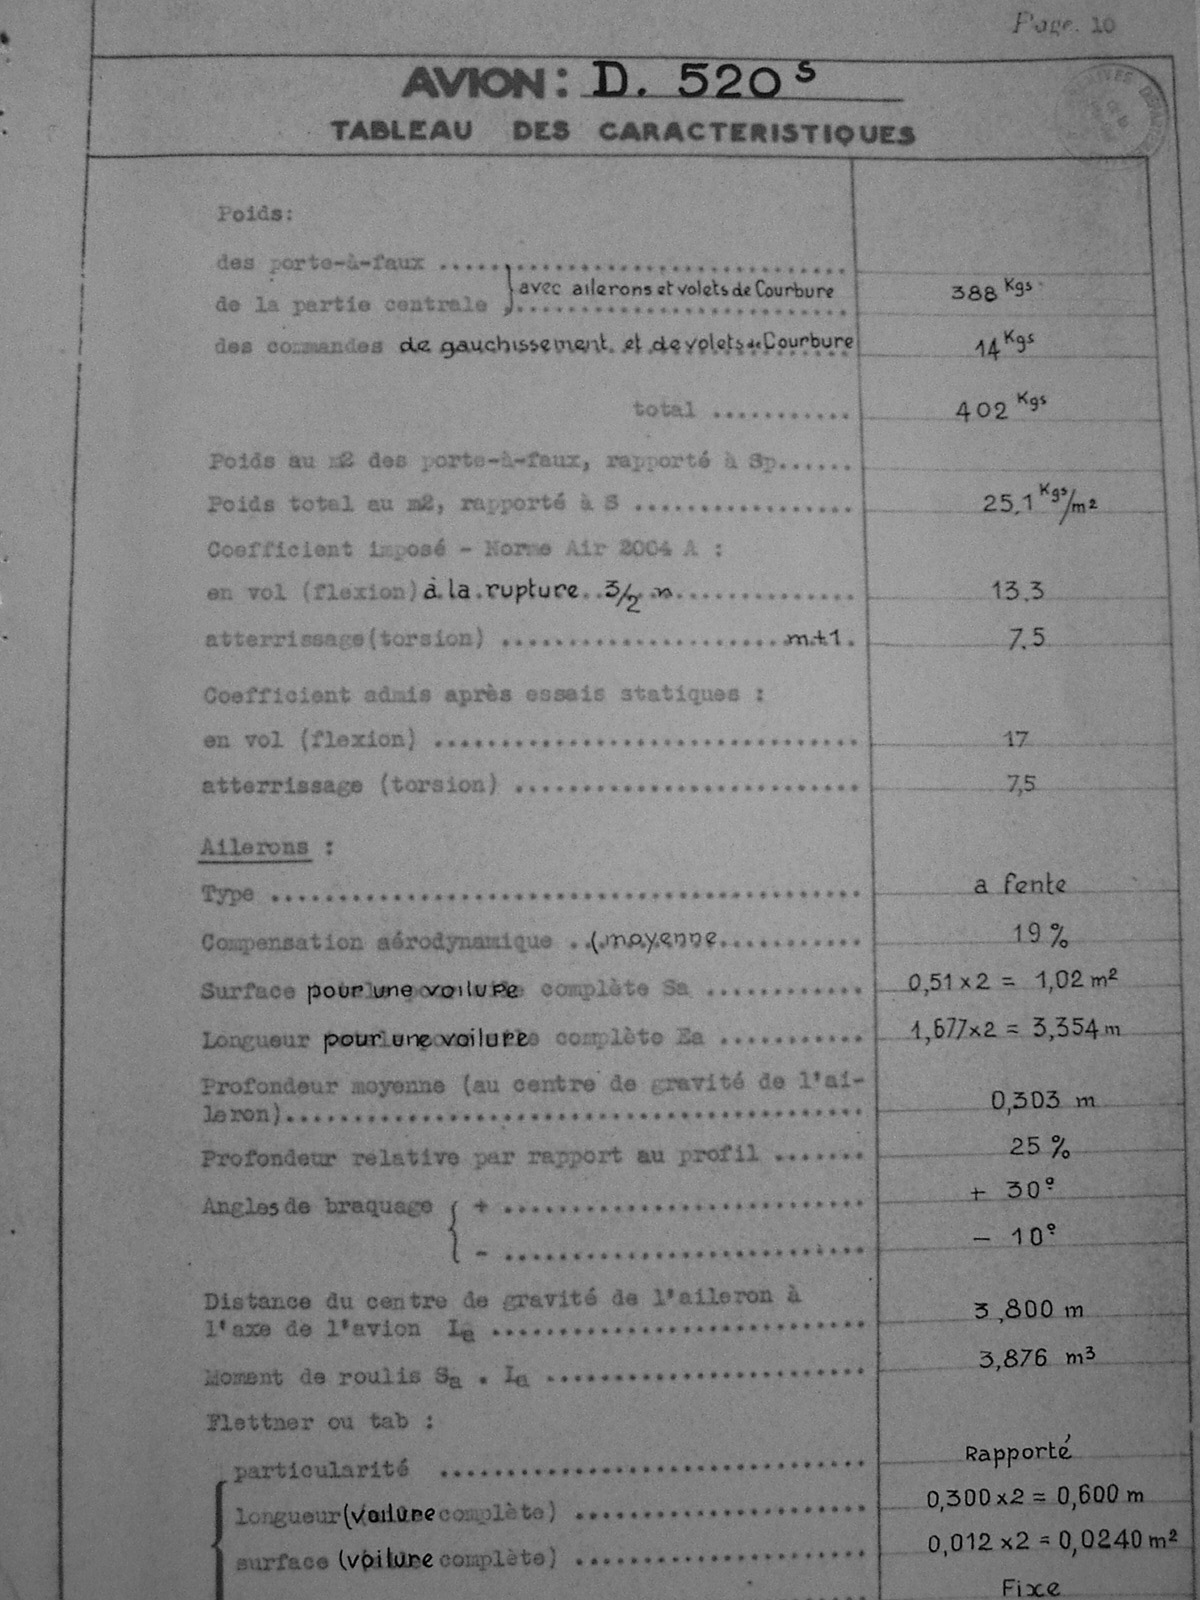 Page. 10
AVION: D. 520 s
TABLEAU DES CARACTERISTIQUES
Poids:
des porte-à-faux ......................................
avec ailerons et volets de Courbure 388 Kgs
de la partie centrale ..............................
des commandes de gauchissement et de volets de Courbure 14 Kgs
total ........... 402 Kgs
Poids au m2 des porte-à-faux, rapporté à Sp......
Poids total au m2, rapporté à S ................. 25,1 Kgs/m²
Coefficient imposé - Norme Air 2004 A :
en vol (flexion) à la rupture 3/2 n ................ 13.3
atterrissage(torsion) ......................... m+1. 7.5
Coefficient admis après essais statiques :
en vol (flexion) ................................. 17
atterrissage (torsion) .......................... 7,5
Ailerons :
Type ............................................ a fente
Compensation aérodynamique ..(moyenne........... 19%
Surface pour une voilure complète Sa ............ 0,51 x 2 = 1,02 m²
Longueur pour une voilure complète Ea ........... 1,677x2 = 3,354 m
Profondeur moyenne (au centre de gravité de l'ai-
leron).......................................... 0,303 m
Profondeur relative par rapport au profil ....... 25 %
Angles de braquage { + ........................... + 30°
- ........................... - 10°
Distance du centre de gravité de l'aileron à
l'axe de l'avion La ............................. 3,800 m
Moment de roulis Sa . La ........................ 3,876 m³
Flettner ou tab :
particularité .................................. Rapporté
longueur (voilure complète) ..................... 0,300 x2 = 0,600 m
surface (voilure complète) ...................... 0,012 x2 = 0,0240 m²
Fixe